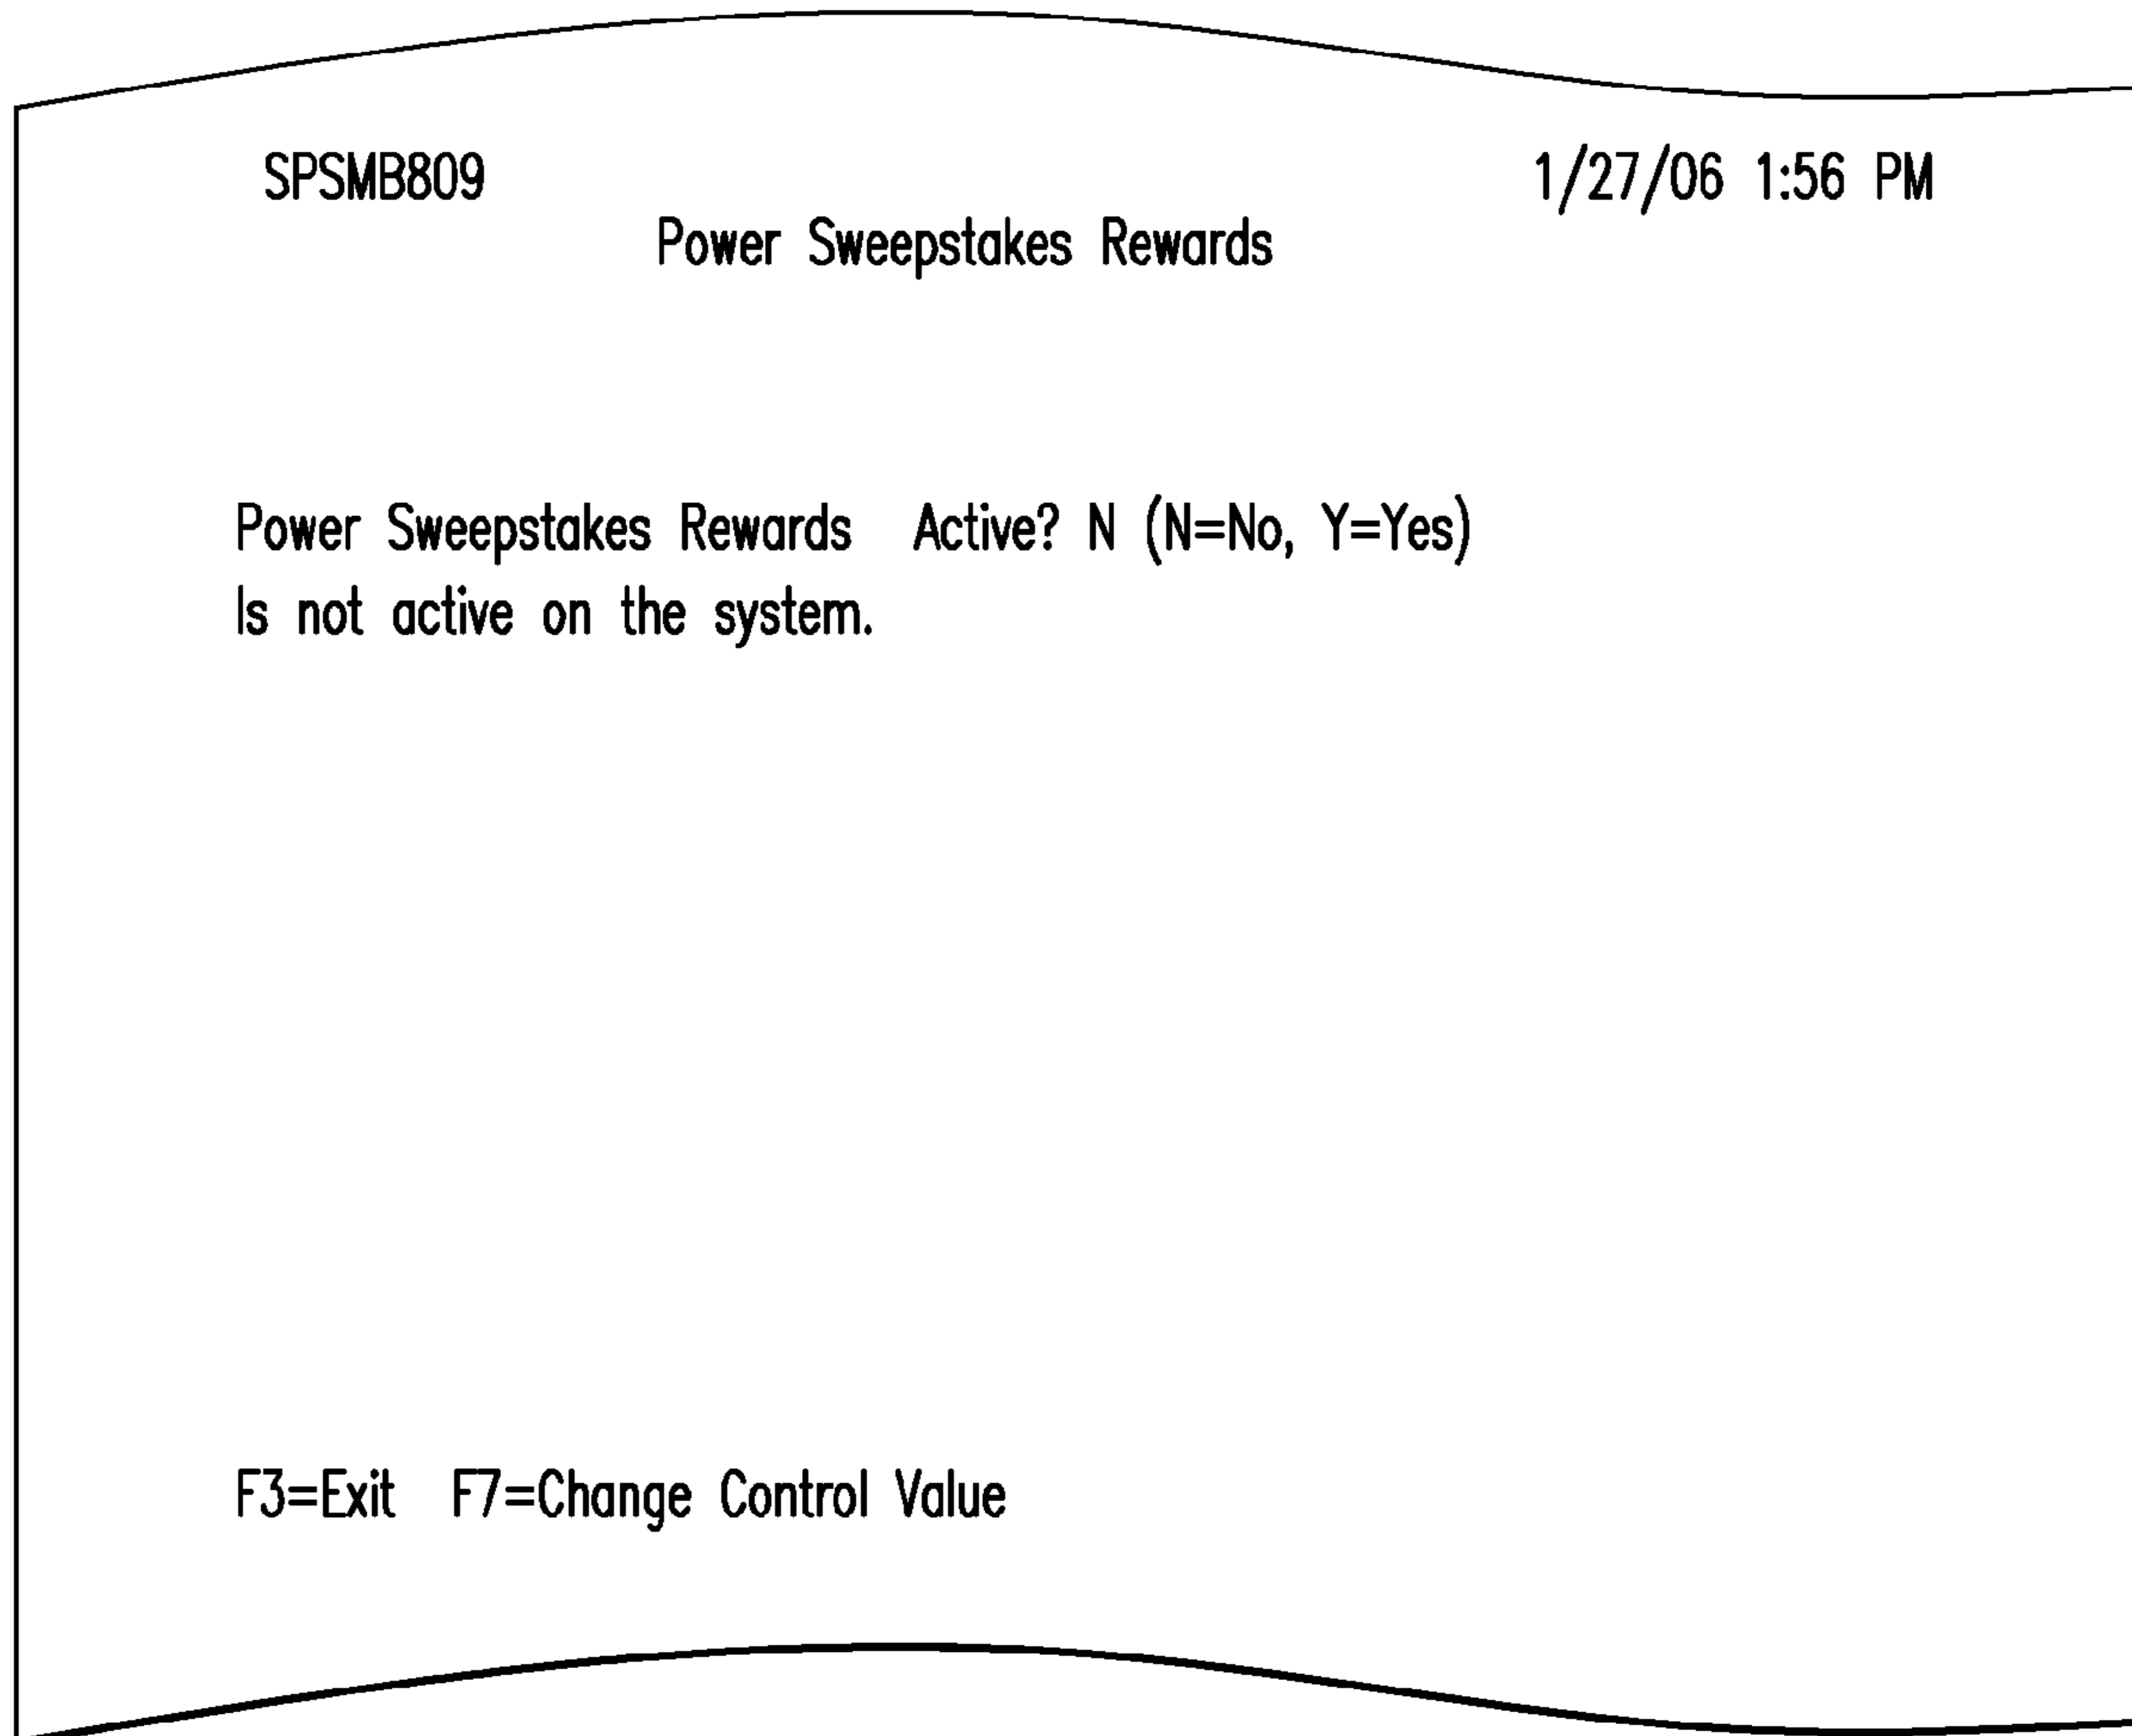 SPSMB809 1/27/06 1:56 PM
Power Sweepstakes Rewards
Power Sweepstakes Rewards Active? N (N=No, Y=Yes)
Is not active on the system.
F3=Exit F7=Change Control Value